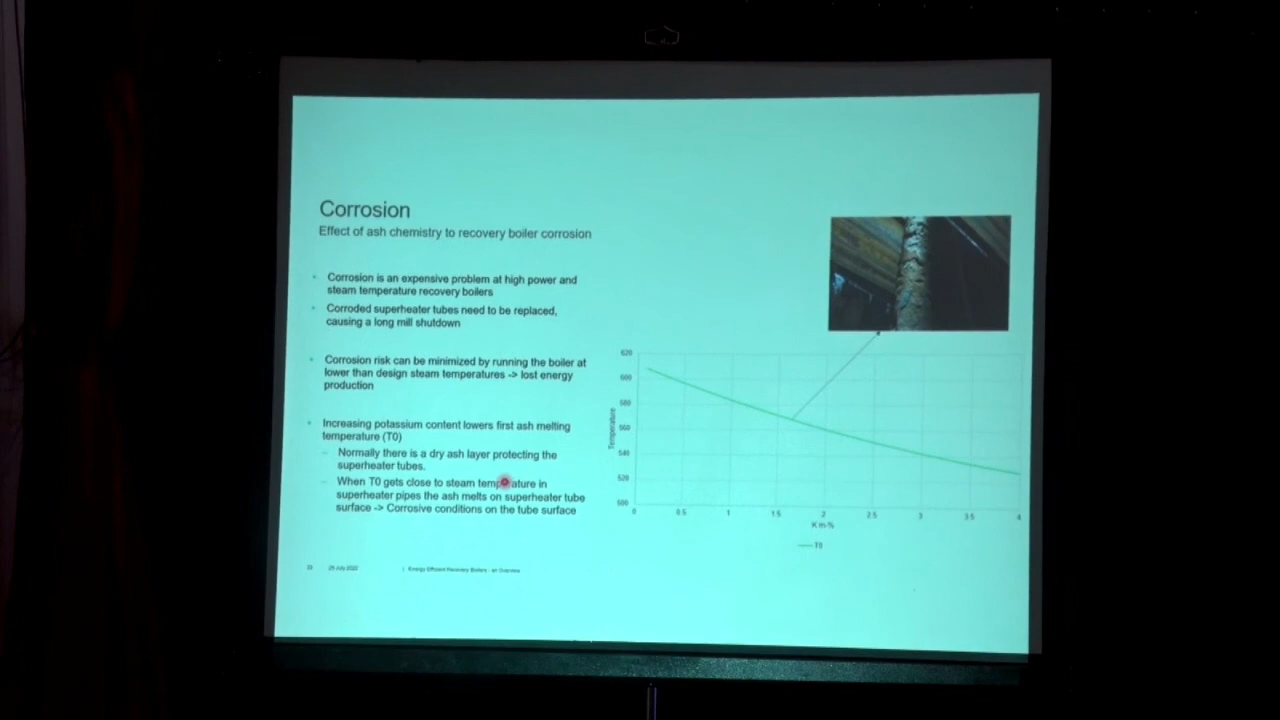 Corrosion
Effect of ash chemistry to recovery boiler corrosion
Corrosion is an expensive problem at high power and
steam temperature recovery boilers
Corroded superheater tubes need to be replaced,
causing a long mill shutdown
Corrosion risk can be minimized by running the boiler at
lower than design steam temperatures -> lost energy
production
Increasing potassium content lowers first ash melting
temperature (T0)
Normally there is a dry ash layer protecting the
superheater tubes.
When T0 gets close to steam temperature in
superheater pipes the ash melts on superheater tube
surface -> Corrosive conditions on the tube surface
620
600
580
560
540
520
500
Temperature
0 0.5 1 1.5 2 2.5 3 3.5 4
K m-%
T0
July 2022 | Energy Efficient Recovery Boilers - an Overview